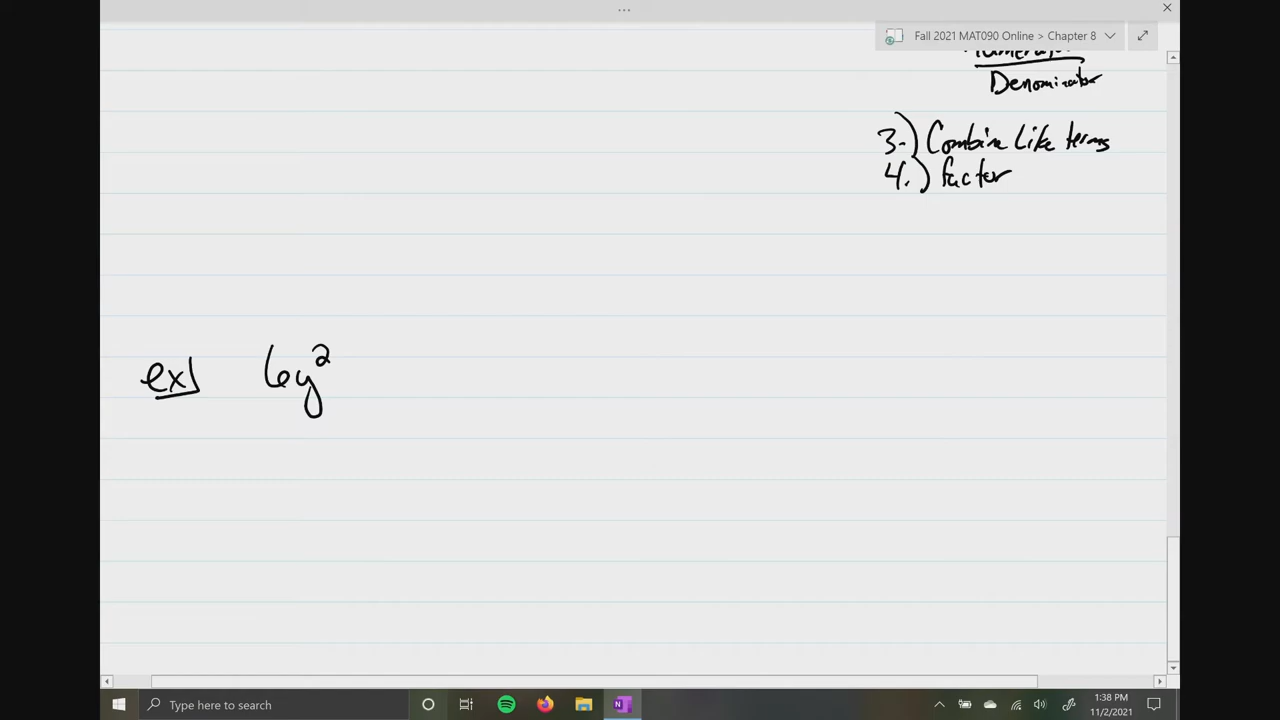 Fall 2021 MAT090 Online > Chapter 8
Denominator
3.) Combine Like terms
4.) factor
ex) 6y²
Type here to search
1:38 PM
11/2/2021